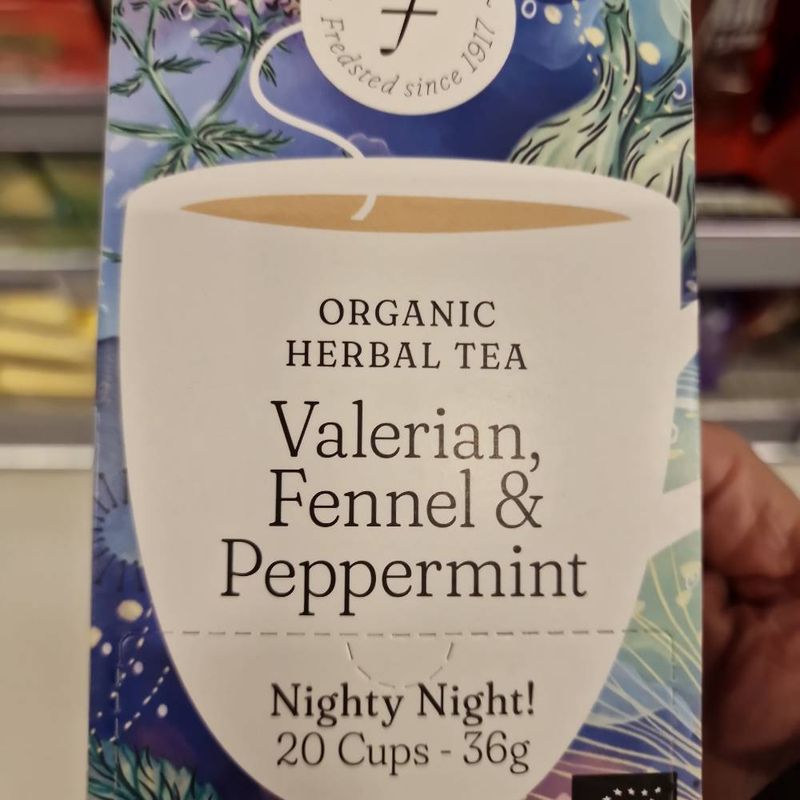 f
Fredsted since 1917
ORGANIC
HERBAL TEA
Valerian,
Fennel &
Peppermint
Nighty Night!
20 Cups - 36g